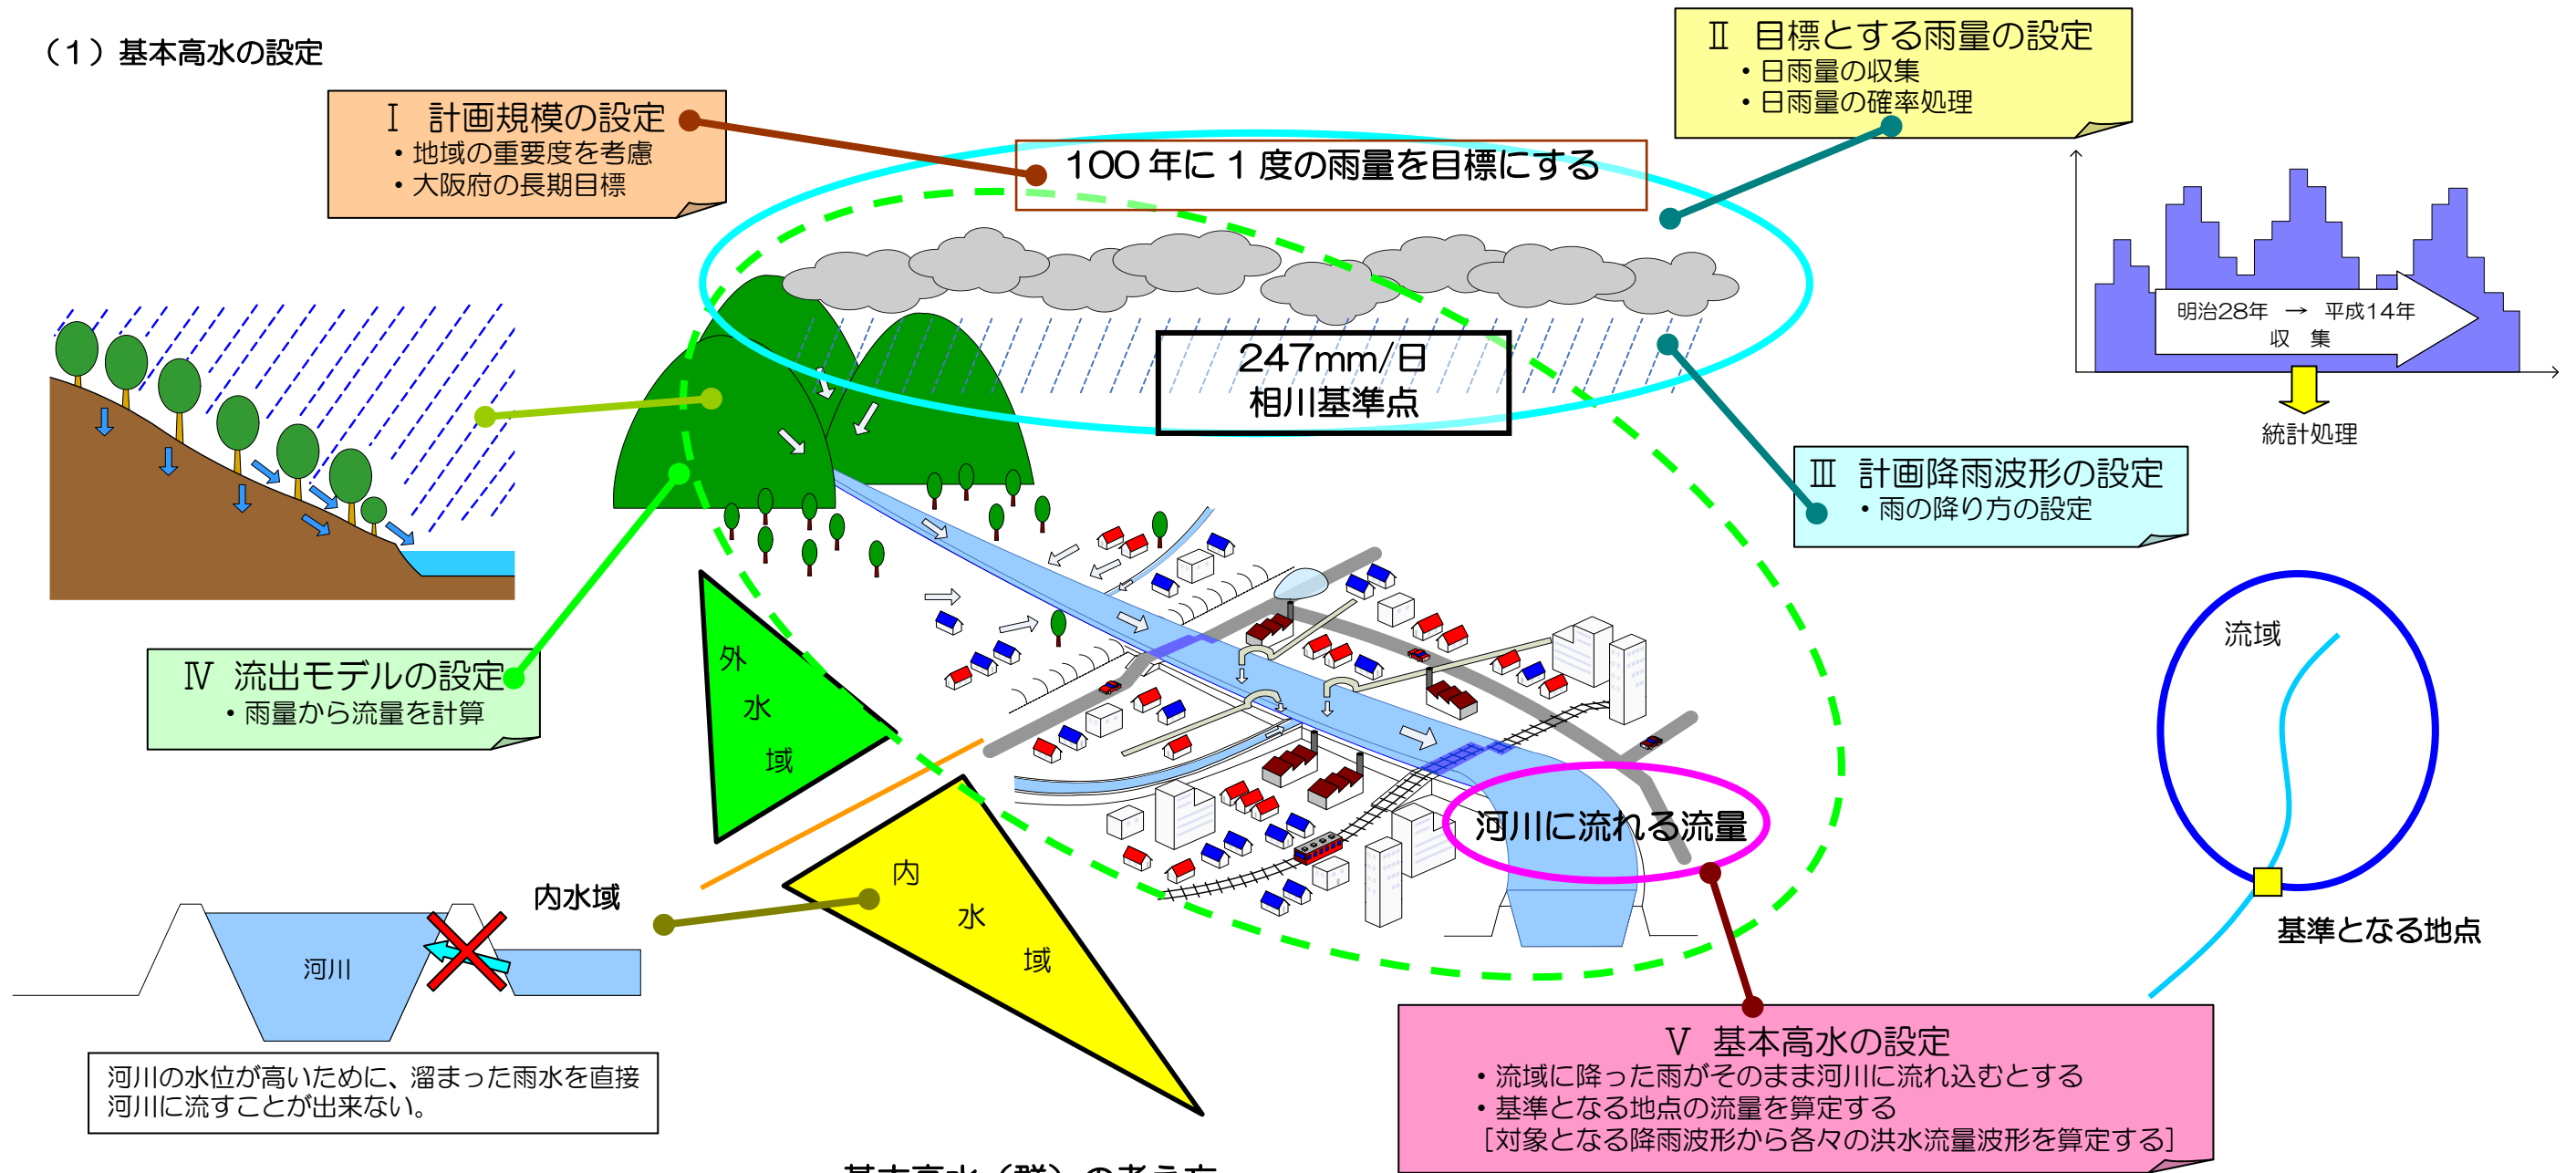 （1）基本高水の設定
Ⅰ 計画規模の設定
・地域の重要度を考慮
・大阪府の長期目標
100年に1度の雨量を目標にする
Ⅱ 目標とする雨量の設定
・日雨量の収集
・日雨量の確率処理
明治28年 → 平成14年
収 集
統計処理
247mm/日
相川基準点
Ⅲ 計画降雨波形の設定
・雨の降り方の設定
Ⅳ 流出モデルの設定
・雨量から流量を計算
外水域
内水域
流域
基準となる地点
河川に流れる流量
内水域
河川
河川の水位が高いために、溜まった雨水を直接
河川に流すことが出来ない。
Ⅴ 基本高水の設定
・流域に降った雨がそのまま河川に流れ込むとする
・基準となる地点の流量を算定する
［対象となる降雨波形から各々の洪水流量波形を算定する］
基本高水（群）の考え方